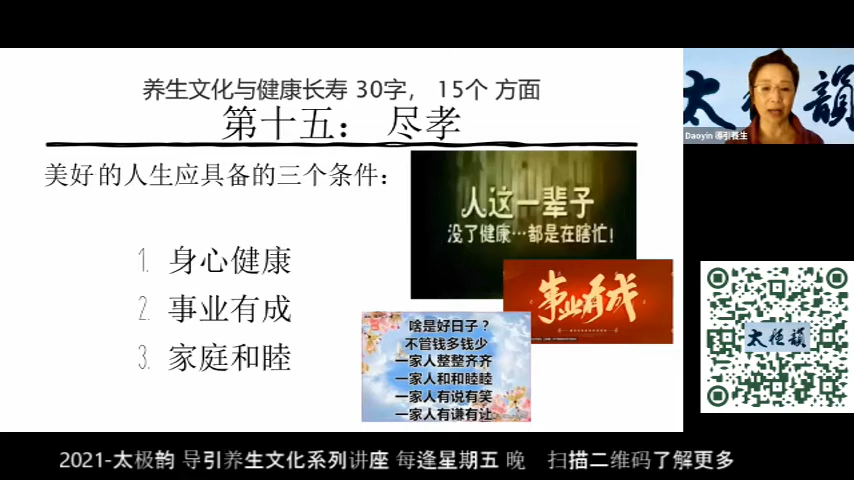 养生文化与健康长寿 30字， 15个 方面
第十五： 尽孝
美好的人生应具备的三个条件：
1. 身心健康
2. 事业有成
3. 家庭和睦
人这一辈子
没了健康…都是在瞎忙！
事业有成
啥是好日子？
不管钱多钱少
一家人整整齐齐
一家人和和睦睦
一家人有说有笑
一家人有谦有让
太极韻
Daoyin 導引養生
太极韻
2021-太极韵 导引养生文化系列讲座 每逢星期五 晚 扫描二维码了解更多